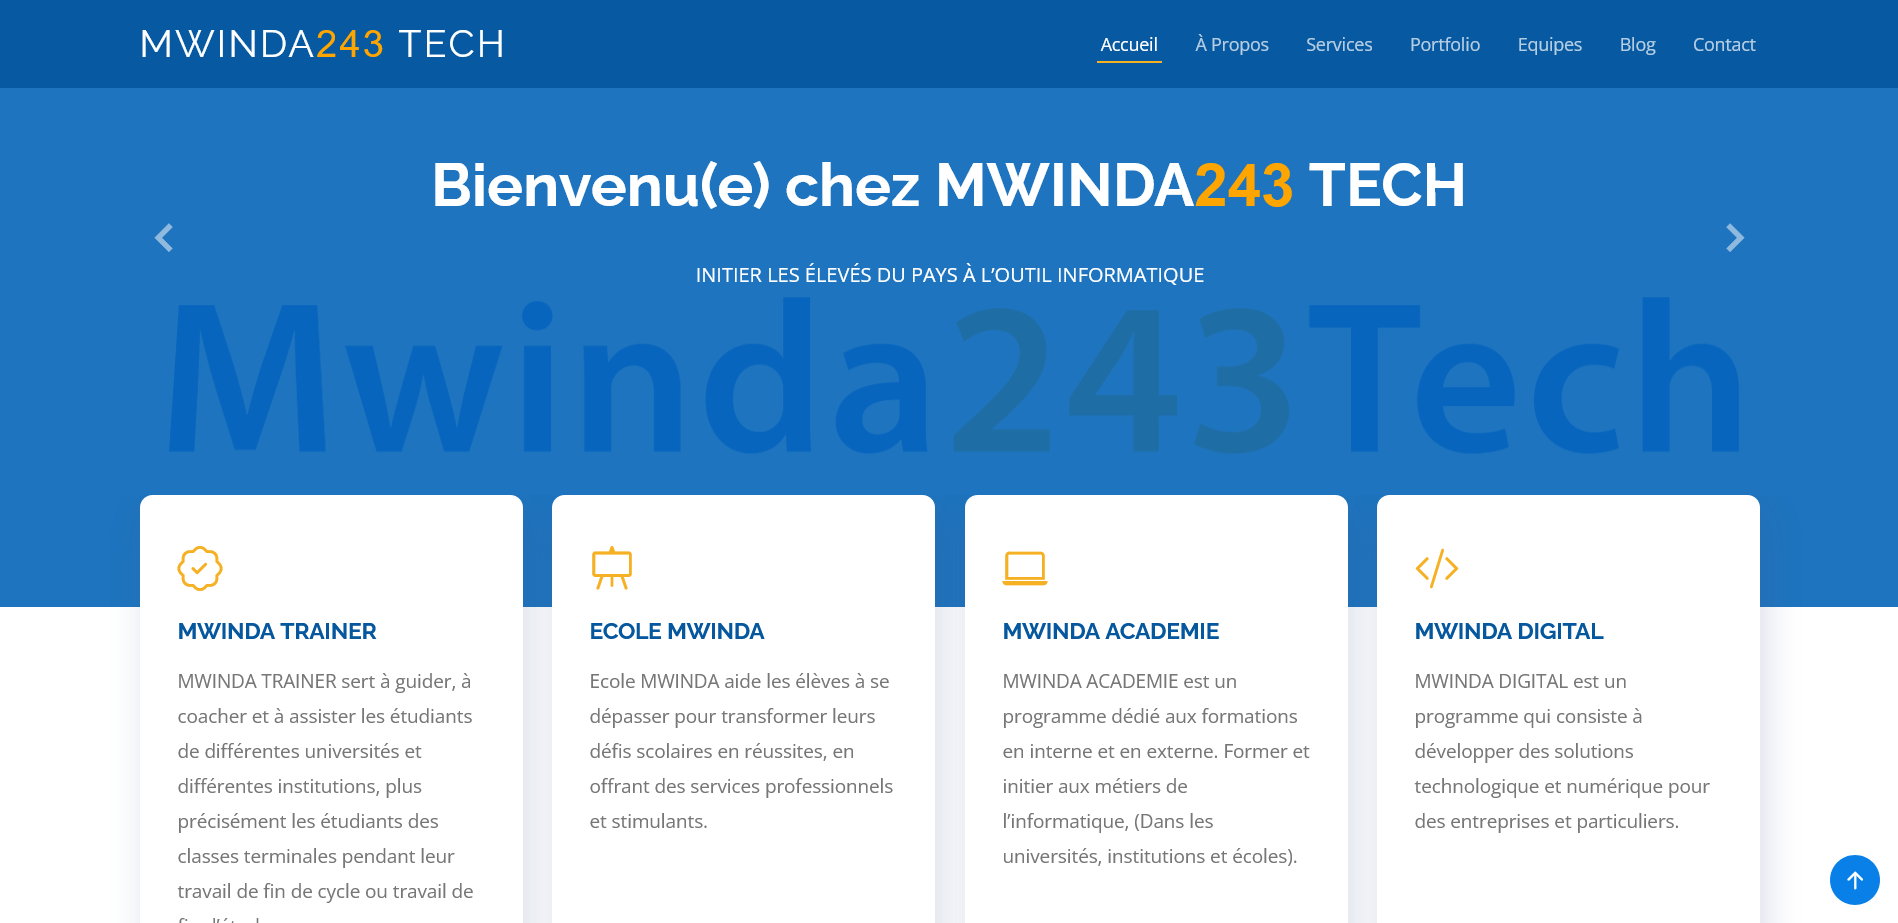 MWINDA243 TECH
Accueil
À Propos
Services
Portfolio
Equipes
Blog
Contact
Bienvenu(e) chez MWINDA243 TECH
INITIER LES ÉLEVÉS DU PAYS À L’OUTIL INFORMATIQUE
Mwinda243Tech
MWINDA TRAINER
MWINDA TRAINER sert à guider, à
coacher et à assister les étudiants
de différentes universités et
différentes institutions, plus
précisément les étudiants des
classes terminales pendant leur
travail de fin de cycle ou travail de
ECOLE MWINDA
Ecole MWINDA aide les élèves à se
dépasser pour transformer leurs
défis scolaires en réussites, en
offrant des services professionnels
et stimulants.
MWINDA ACADEMIE
MWINDA ACADEMIE est un
programme dédié aux formations
en interne et en externe. Former et
initier aux métiers de
l’informatique, (Dans les
universités, institutions et écoles).
MWINDA DIGITAL
MWINDA DIGITAL est un
programme qui consiste à
développer des solutions
technologique et numérique pour
des entreprises et particuliers.